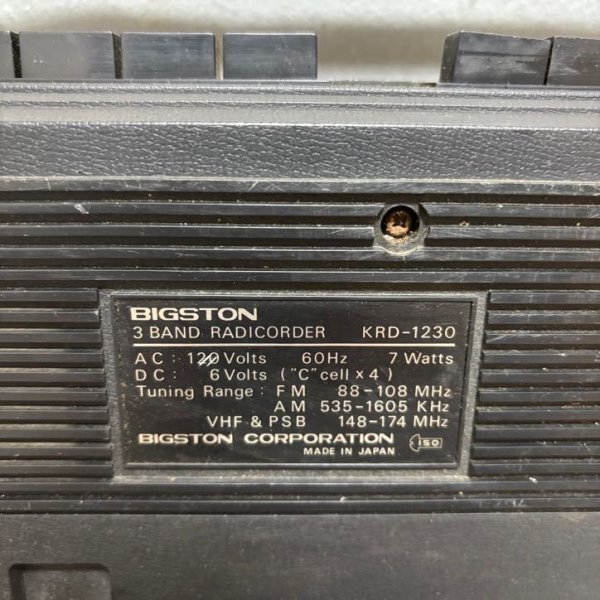 BIGSTON
3 BAND RADICORDER KRD-1230
AC: 120 Volts 60Hz 7 Watts
DC: 6 Volts ("C" cell x 4)
Tuning Range: FM 88-108 MHz
AM 535-1605 KHz
VHF & PSB 148-174 MHz
BIGSTON CORPORATION ISO
MADE IN JAPAN